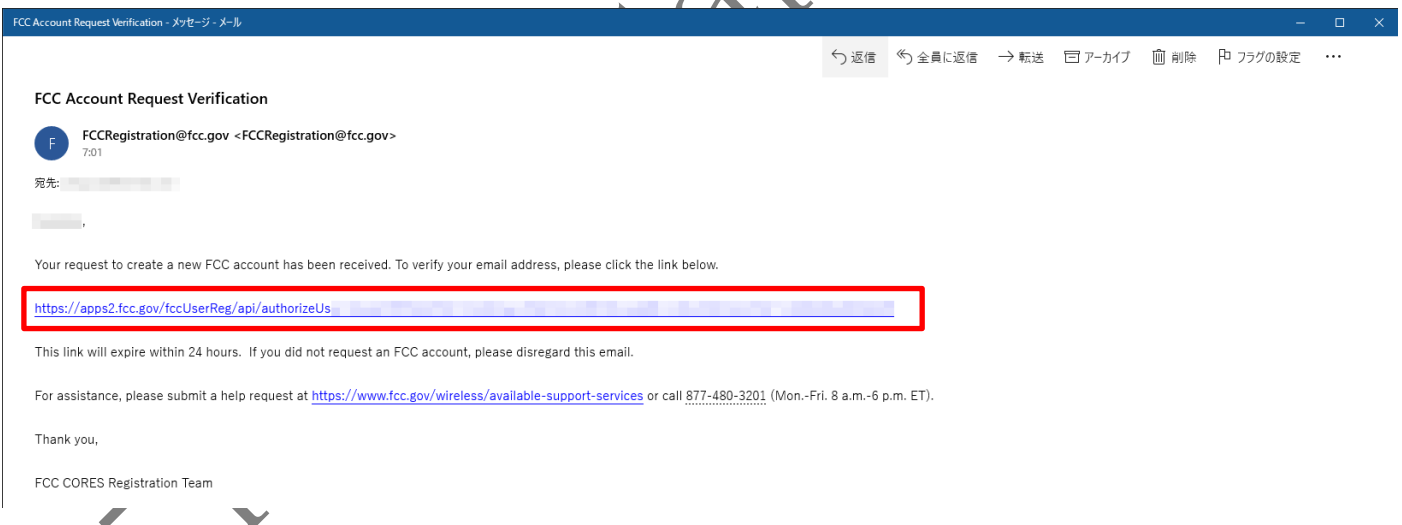 FCC Account Request Verification - メッセージ - メール
返信 全員に返信 転送 アーカイブ 削除 フラグの設定 ···
FCC Account Request Verification
F
FCCRegistration@fcc.gov <FCCRegistration@fcc.gov>
7:01
宛先:
,
Your request to create a new FCC account has been received. To verify your email address, please click the link below.
https://apps2.fcc.gov/fccUserReg/api/authorizeUs
This link will expire within 24 hours. If you did not request an FCC account, please disregard this email.
For assistance, please submit a help request at https://www.fcc.gov/wireless/available-support-services or call 877-480-3201 (Mon.-Fri. 8 a.m.-6 p.m. ET).
Thank you,
FCC CORES Registration Team